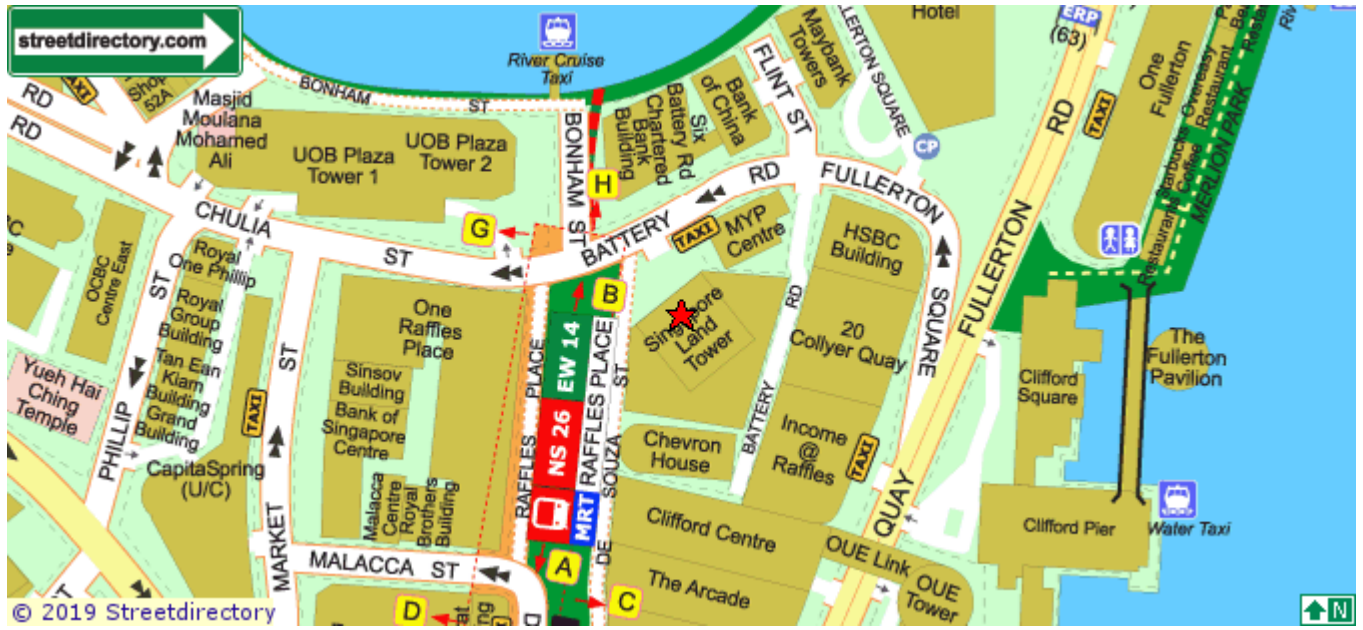 streetdirectory.com
RD
RD
TAXI
Shop
52A
Masjid
Moulana
Mohamed
Ali
BONHAM
ST
River Cruise
Taxi
UOB Plaza
Tower 1
UOB Plaza
Tower 2
BONHAM ST
Chartered
Bank
Building
Six
Battery Rd
Bank
of China
FLINT ST
Maybank
Towers
FULLERTON SQUARE
Hotel
CP
ERP
(63)
TAXI
One
Fullerton
Overeasy
Restaurant
Starbucks
Coffee
Restaurant
MERLION PARK
H
G
CHULIA
ST
BATTERY
RD
FULLERTON
SQUARE
FULLERTON
RD
TAXI
MYP
Centre
HSBC
Building
OCBC
Centre East
Royal
One Phillip
Royal
Group
Building
Tan Ean
Kiam
Building
Grand
Building
PHILLIP
ST
TAXI
One
Raffles
Place
Sinsov
Building
Bank of
Singapore
Centre
Malacca
Centre
Royal
Brothers
Building
RAFFLES
PLACE
EW 14
NS 26
MRT
RAFFLES PLACE
DE SOUZA ST
B
Singapore
Land
Tower
BATTERY
RD
20
Collyer Quay
Chevron
House
Income
@
Raffles
TAXI
QUAY
Clifford
Square
The
Fullerton
Pavilion
Yueh Hai
Ching
Temple
CapitaSpring
(U/C)
MARKET
ST
MALACCA ST
Clifford Centre
The Arcade
OUE Link
OUE
Tower
Clifford Pier
Water Taxi
A
C
D
© 2019 Streetdirectory
N